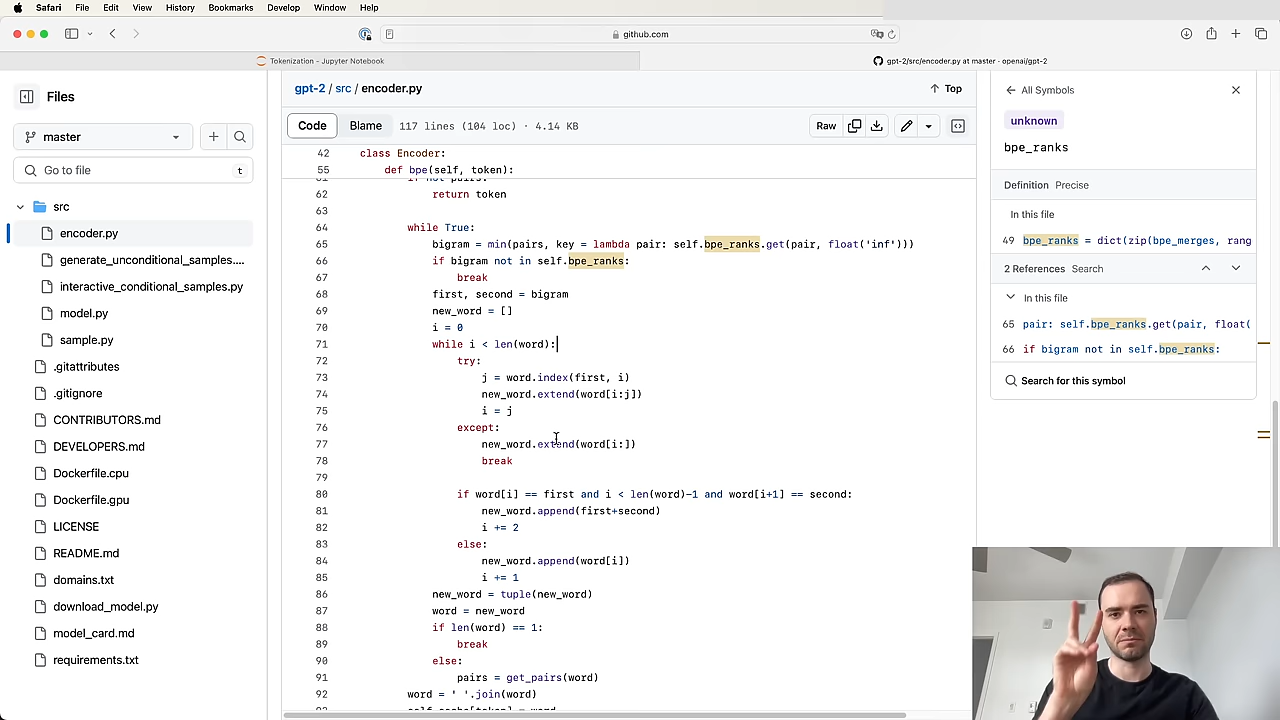 Safari File Edit View History Bookmarks Develop Window Help
github.com
Tokenization - Jupyter Notebook
gpt-2/src/encoder.py at master · openai/gpt-2
Files
master
Go to file
t
src
encoder.py
generate_unconditional_samples....
interactive_conditional_samples.py
model.py
sample.py
.gitattributes
.gitignore
CONTRIBUTORS.md
DEVELOPERS.md
Dockerfile.cpu
Dockerfile.gpu
LICENSE
README.md
domains.txt
download_model.py
model_card.md
requirements.txt
gpt-2 / src / encoder.py
Top
Code Blame 117 lines (104 loc) · 4.14 KB
Raw
42 class Encoder:
55 def bpe(self, token):
61 if not pairs:
62 return token
63
64 while True:
65 bigram = min(pairs, key = lambda pair: self.bpe_ranks.get(pair, float('inf')))
66 if bigram not in self.bpe_ranks:
67 break
68 first, second = bigram
69 new_word = []
70 i = 0
71 while i < len(word):
72 try:
73 j = word.index(first, i)
74 new_word.extend(word[i:j])
75 i = j
76 except:
77 new_word.extend(word[i:])
78 break
79
80 if word[i] == first and i < len(word)-1 and word[i+1] == second:
81 new_word.append(first+second)
82 i += 2
83 else:
84 new_word.append(word[i])
85 i += 1
86 new_word = tuple(new_word)
87 word = new_word
88 if len(word) == 1:
89 break
90 else:
91 pairs = get_pairs(word)
92 word = ' '.join(word)
All Symbols
unknown
bpe_ranks
Definition Precise
In this file
49 bpe_ranks = dict(zip(bpe_merges, rang
2 References Search
In this file
65 pair: self.bpe_ranks.get(pair, float(
66 if bigram not in self.bpe_ranks:
Search for this symbol